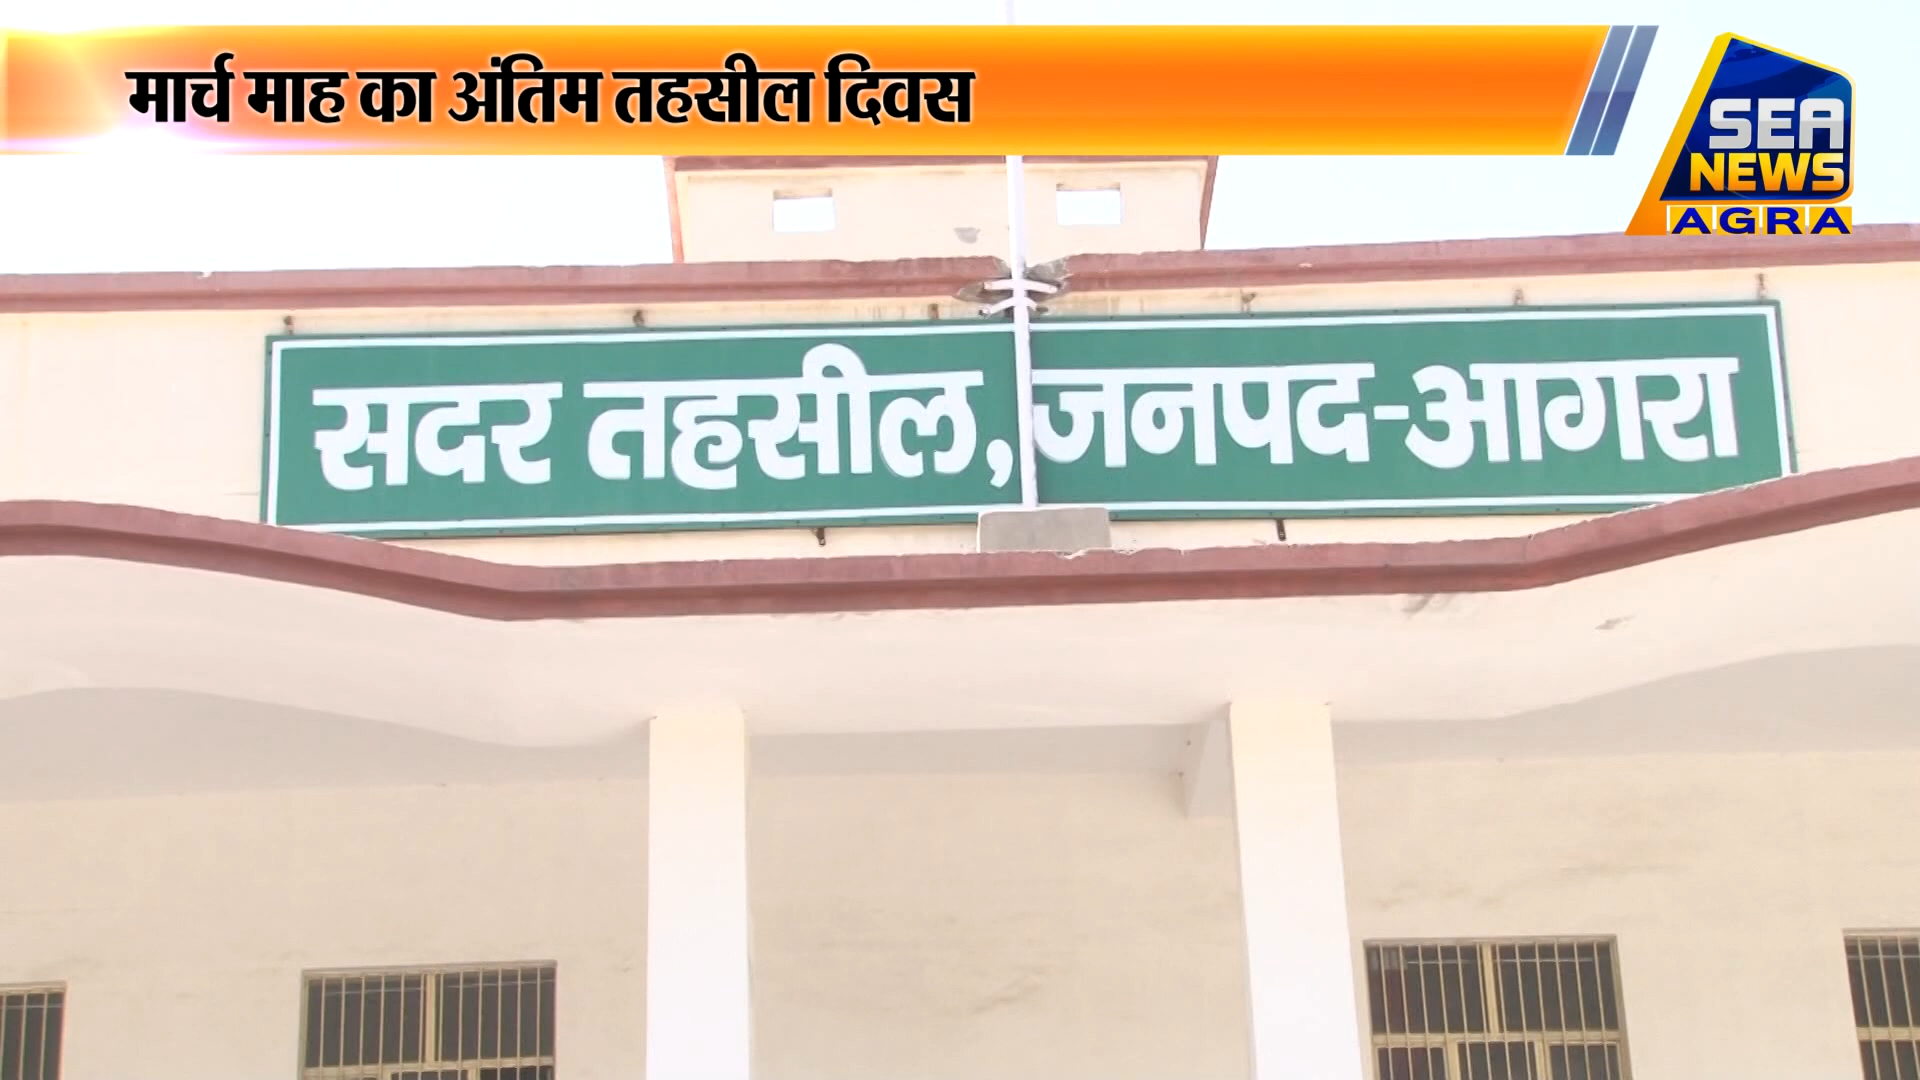 मार्च माह का अंतिम तहसील दिवस
SEA
NEWS
AGRA
सदर तहसील, जनपद-आगरा